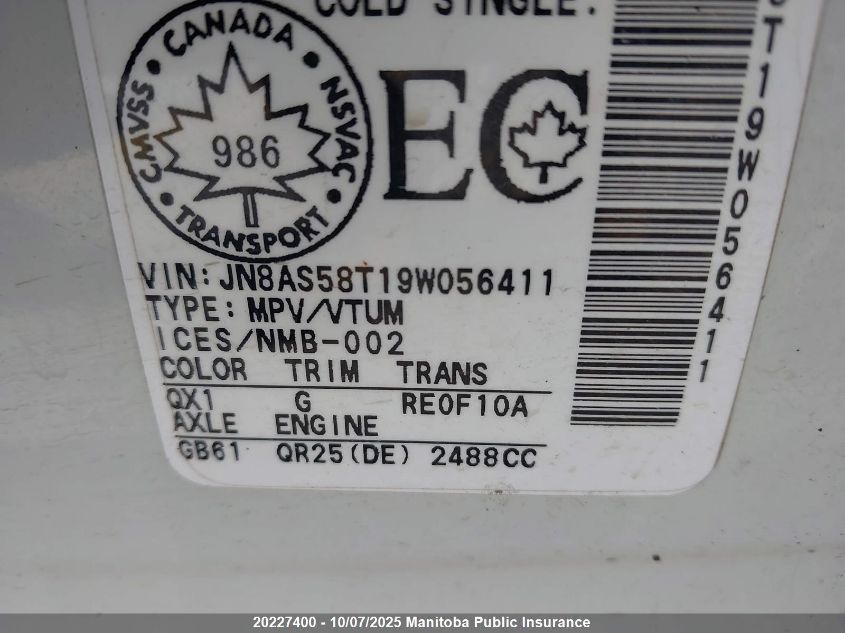 COLD SINGLE:
CANADA
CMVSS
NSVAC
986
TRANSPORT
EC
VIN:JN8AS58T19W056411
TYPE:MPV/VTUM
ICES/NMB-002
COLOR TRIM TRANS
QX1 G RE0F10A
AXLE ENGINE
GB61 QR25(DE) 2488CC
T19W056411
20227400 - 10/07/2025 Manitoba Public Insurance